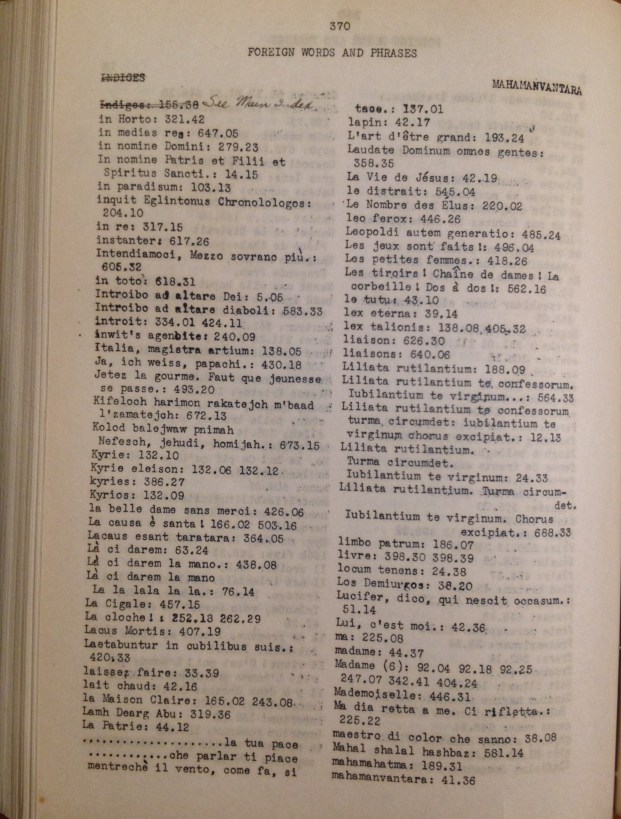 370
FOREIGN WORDS AND PHRASES
INDIGES
MAHAMANVANTARA
Indiges: 155.38 See Main Index.
in Horto: 321.42
in medias res: 647.05
in nomine Domini: 279.23
In nomine Patris et Filii et
Spiritus Sancti.: 14.15
in paradisum: 103.13
inquit Eglintonus Chronolologos:
204.10
in re: 317.15
instanter: 617.26
Intendiamoci, Mezzo sovrano più.:
605.32
in toto: 618.31
Introibo ad altare Dei: 5.05
Introibo ad altare diaboli: 583.33
introit: 334.01 424.11
inwit's agenbite: 240.09
Italia, magistra artium: 138.05
Ja, ich weiss, papachi.: 430.18
Jetez la gourme. Faut que jeunesse
se passe.: 493.20
Kifeloch harimon rakatejch m'baad
l'zamatejch: 672.13
Kolod balejwaw pnimah
Nefesch, jehudi, homijah.: 673.15
Kyrie: 132.10
Kyrie eleison: 132.06 132.12
kyries: 386.27
Kyrios: 132.09
la belle dame sans merci: 426.06
La causa è santa! 166.02 503.16
Lacaus esant taratara: 364.05
Là ci darem: 63.24
Là ci darem la mano.: 438.08
Là ci darem la mano
La la lala la la.: 76.14
La Cigale: 457.15
La cloche!: 252.18 262.29
Lacus Mortis: 407.19
Laetabuntur in cubilibus suis.:
420.33
laissez faire: 33.39
lait chaud: 42.16
la Maison Claire: 165.02 243.08
Lamh Dearg Abu: 319.36
La Patrie: 44.12
....................la tua pace
............che parlar ti piace
mentrechè il vento, come fa, si
tace.: 137.01
lapin: 42.17
L'art d'être grand: 193.24
Laudate Dominum omnes gentes:
358.35
La Vie de Jésus: 42.19
le distrait: 545.04
Le Nombre des Elus: 220.02
leo ferox: 446.26
Leopoldi autem generatio: 485.24
Les jeux sont faits!: 496.04
Les petites femmes.: 418.26
Les tiroirs! Chaîne de dames! La
corbeille! Dos à dos!: 562.16
le tutu: 43.10
lex eterna: 39.14
lex talionis: 138.08 405.32
liaison: 626.30
liaisons: 640.06
Liliata rutilantium: 188.09
Liliata rutilantium te confessorum.
Iubilantium te virginum...: 564.33
Liliata rutilantium te confessorum
turma circumdet: iubilantium te
virginum chorus excipiat.: 12.13
Liliata rutilantium.
Turma circumdet.
Iubilantium te virginum: 24.33
Liliata rutilantium. Turma circum-
det.
Iubilantium te virginum. Chorus
excipiat.: 688.33
limbo patrum: 186.07
livre: 398.30 398.39
locum tenens: 24.38
Los Demiurgos: 38.20
Lucifer, dico, qui nescit occasum.:
51.14
Lui, c'est moi.: 42.36
ma: 225.08
madame: 44.37
Madame (6): 92.04 92.18 92.25
247.07 342.41 404.24
Mademoiselle: 446.31
Ma dia retta a me. Ci rifletta.:
225.22
maestro di color che sanno: 38.08
Mahal shalal hashbaz: 581.14
mahamahatma: 189.31
mahamanvantara: 41.36